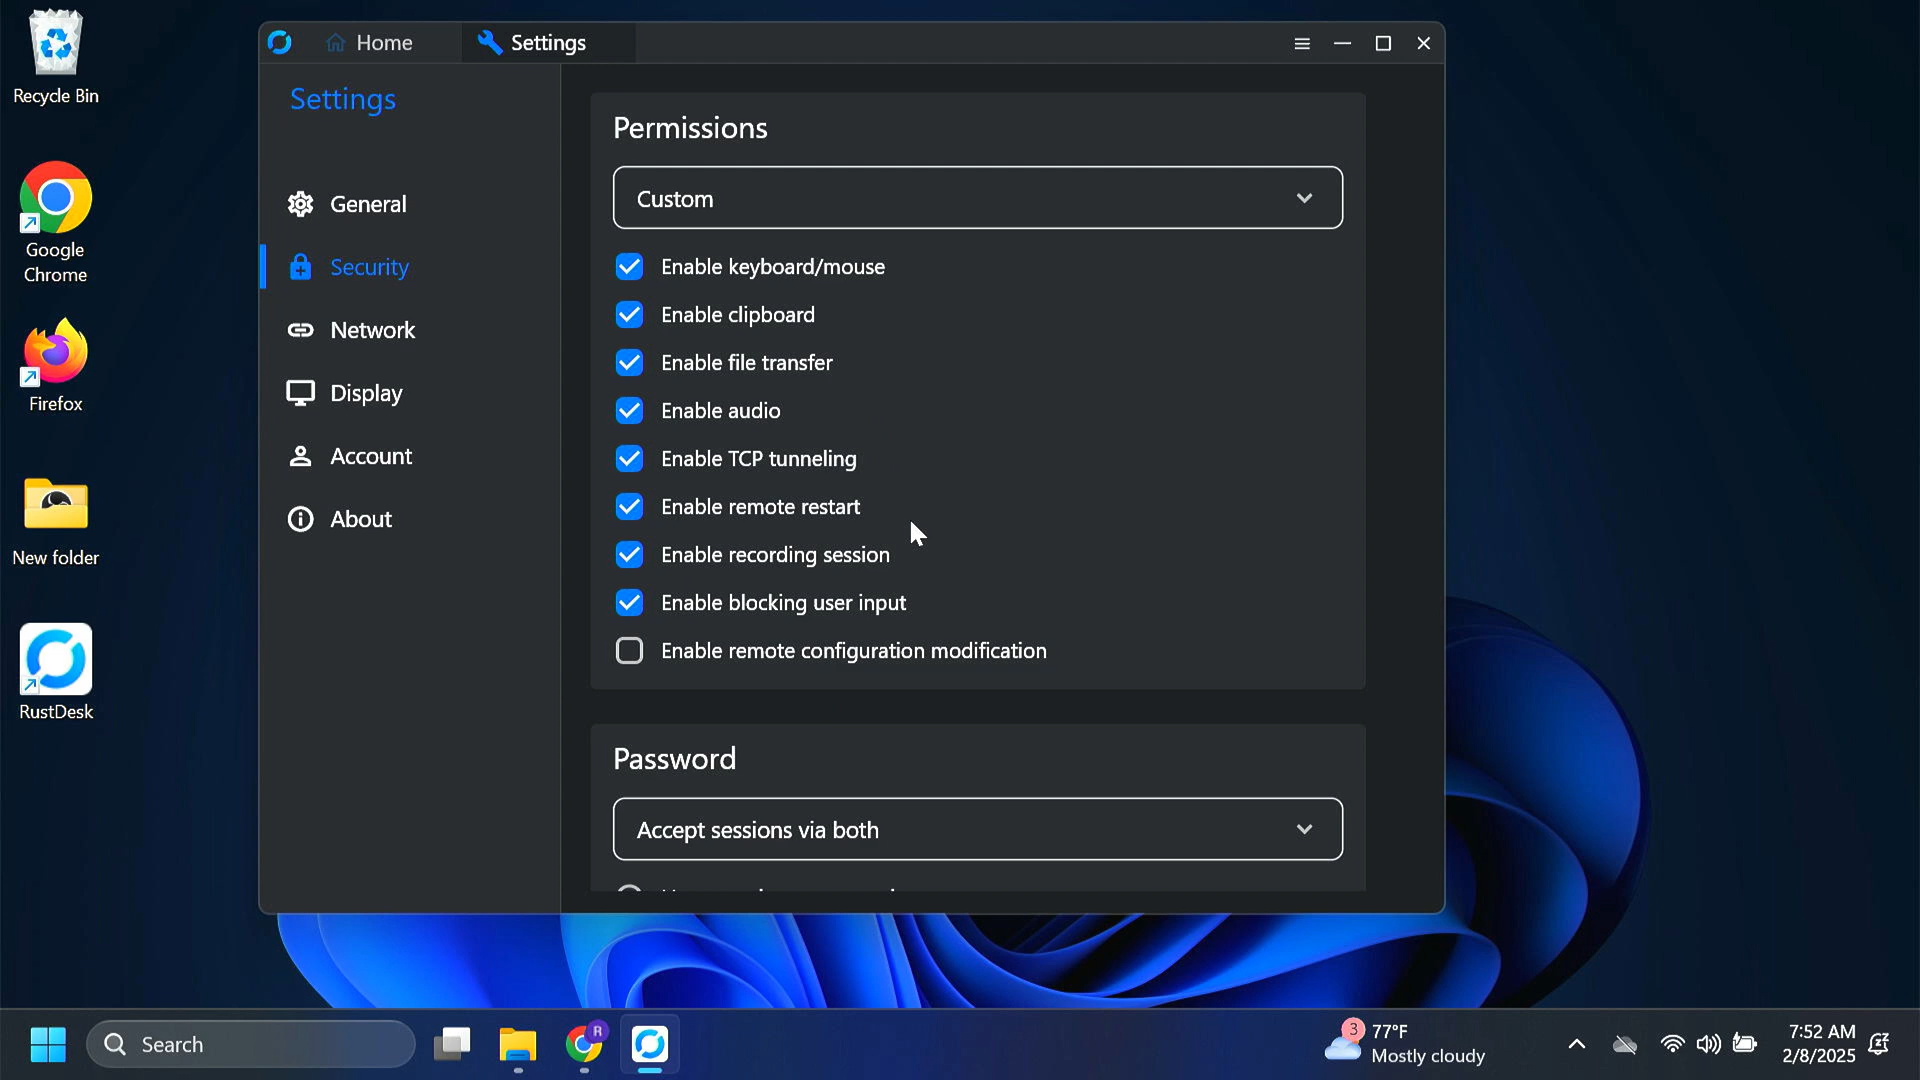 Recycle Bin
Google
Chrome
Firefox
New folder
RustDesk
Home
Settings
Settings
General
Security
Network
Display
Account
About
Permissions
Custom
Enable keyboard/mouse
Enable clipboard
Enable file transfer
Enable audio
Enable TCP tunneling
Enable remote restart
Enable recording session
Enable blocking user input
Enable remote configuration modification
Password
Accept sessions via both
Search
R
3
77°F
Mostly cloudy
7:52 AM
2/8/2025